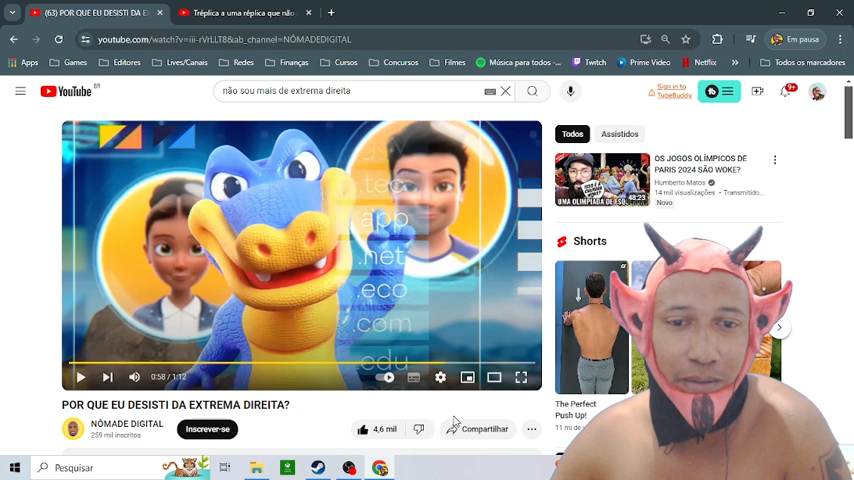 (63) POR QUE EU DESISTI DA EX
Tréplica a uma réplica que não
youtube.com/watch?v=iii-rVrLLT8&ab_channel=NÔMADEDIGITAL
Em pausa
Apps
Games
Editores
Lives/Canais
Redes
Finanças
Cursos
Concursos
Filmes
Música para todos -...
Twitch
Prime Video
Netflix
Todos os marcadores
YouTube BR
não sou mais de extrema direita
Sign in to
TubeBuddy
9+
Todos
Assistidos
.gov
.tec
.app
.net
.eco
.com
.edu
OS JOGOS OLÍMPICOS DE
PARIS 2024 SÃO WOKE?
Humberto Matos
14 mil visualizações • Transmitido...
Novo
48:23
Shorts
0:58 / 1:12
The Perfect
Push Up!
11 mi de
POR QUE EU DESISTI DA EXTREMA DIREITA?
NÔMADE DIGITAL
259 mil inscritos
Inscrever-se
4,6 mil
Compartilhar
Pesquisar